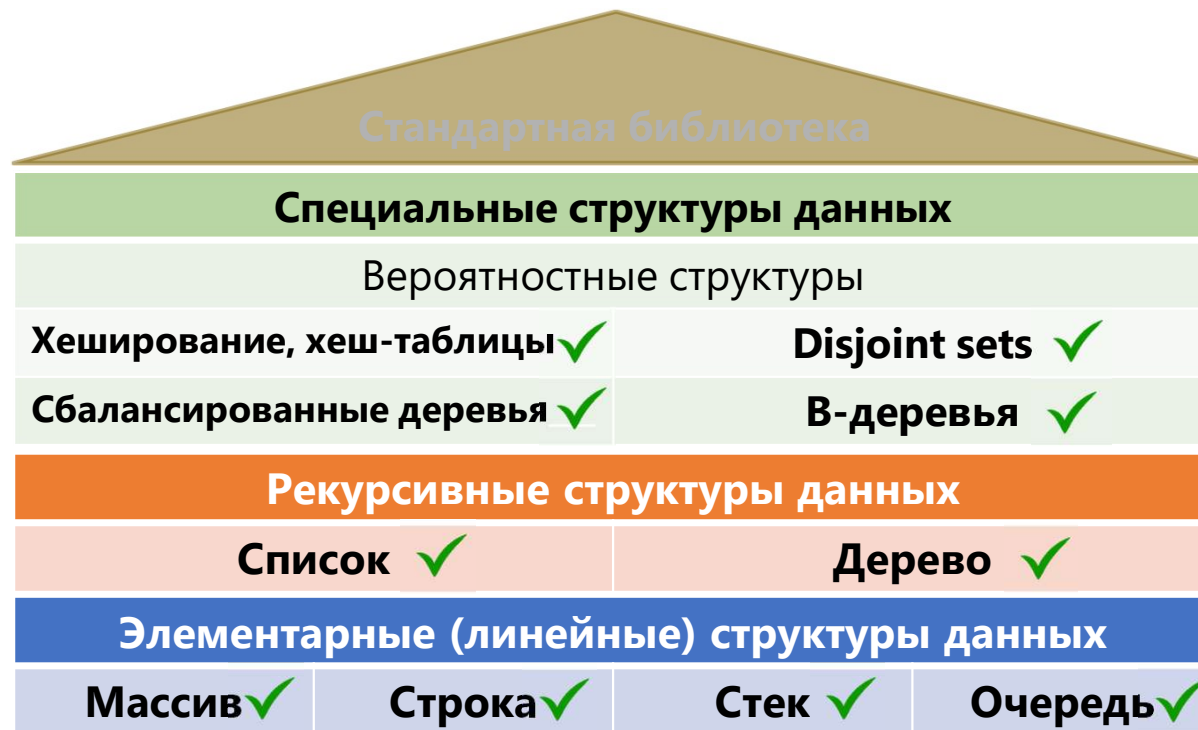 Стандартная библиотека
Специальные структуры данных
Вероятностные структуры
Хеширование, хеш-таблицы
Disjoint sets
Сбалансированные деревья
B-деревья
Рекурсивные структуры данных
Список
Дерево
Элементарные (линейные) структуры данных
Массив
Строка
Стек
Очередь